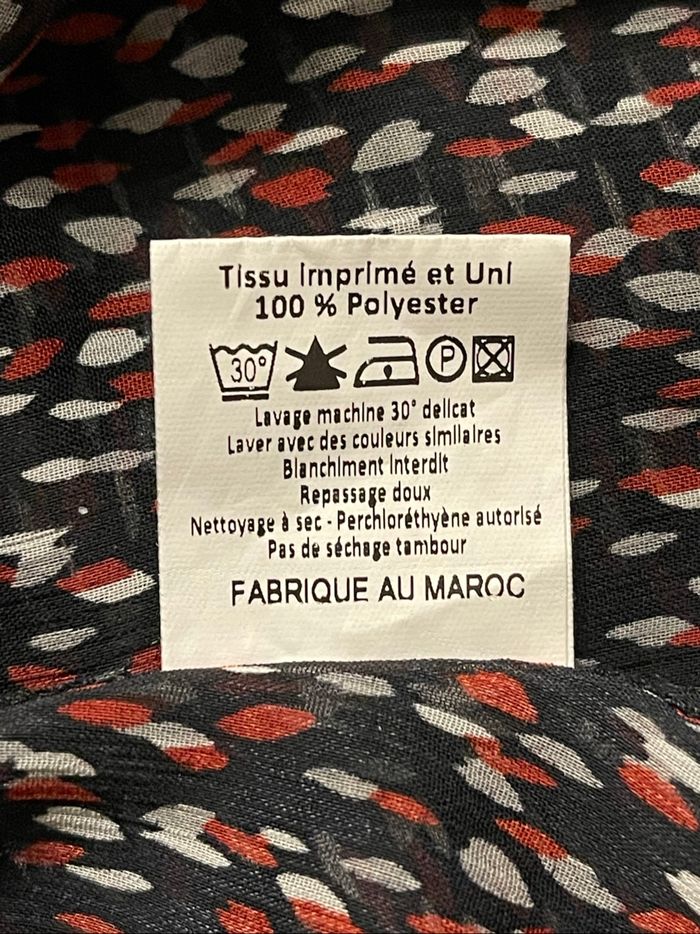 Tissu imprimé et Uni
100 % Polyester
30°
P
Lavage machine 30° delicat
Laver avec des couleurs similaires
Blanchiment interdit
Repassage doux
Nettoyage à sec - Perchloréthyène autorisé
Pas de séchage tambour
FABRIQUE AU MAROC